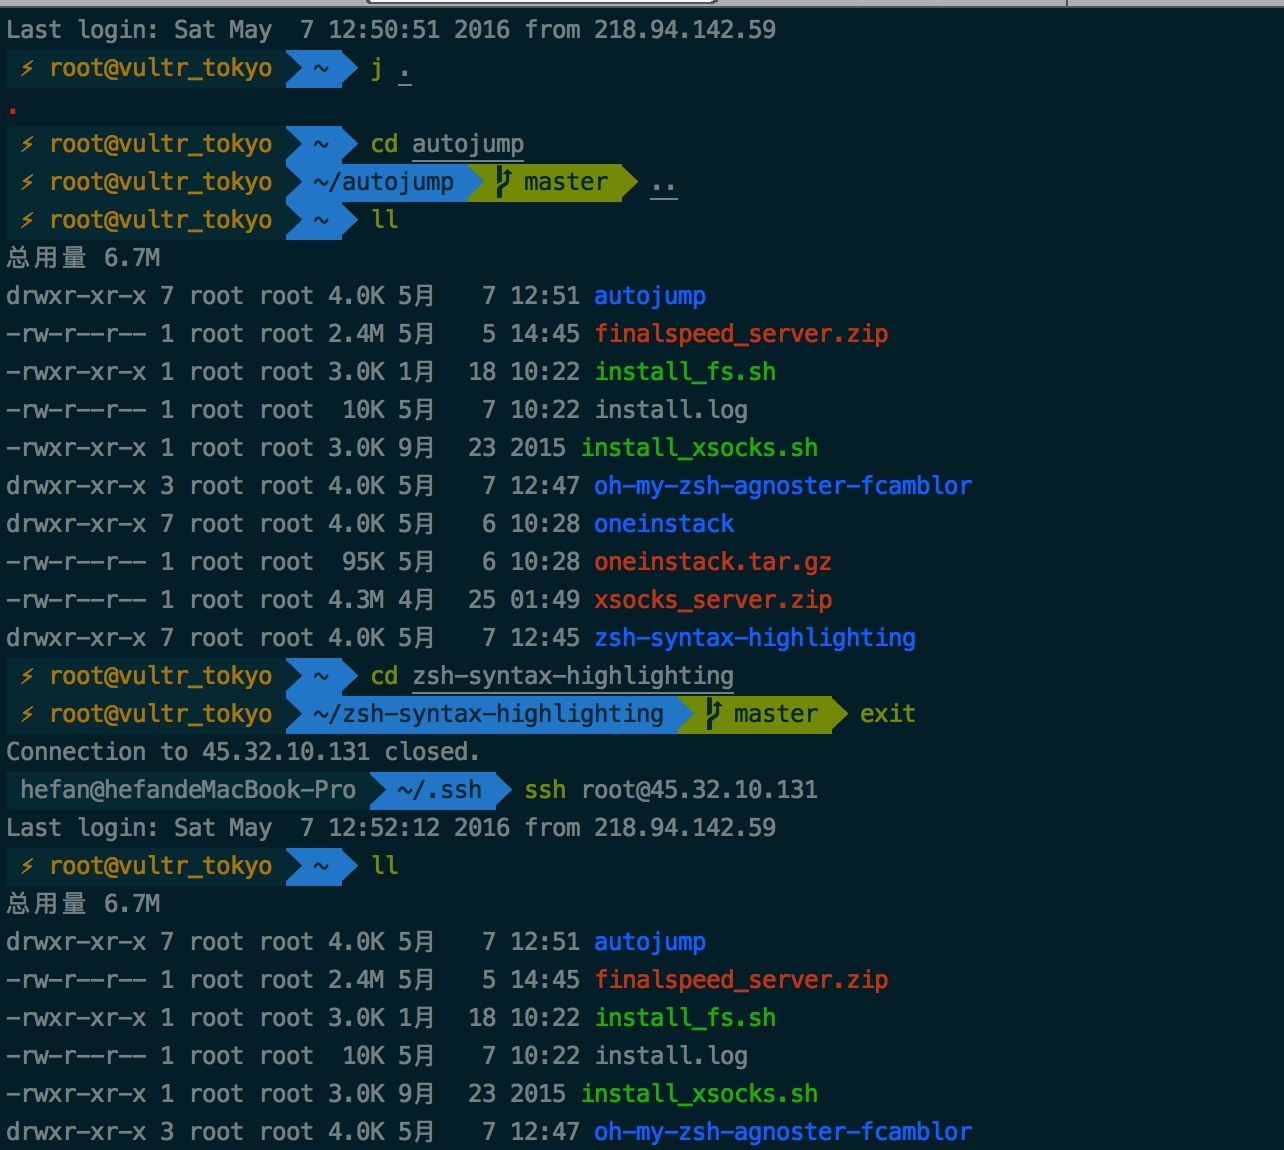 Last login: Sat May  7 12:50:51 2016 from 218.94.142.59
⚡ root@vultr_tokyo ~ j .
.
⚡ root@vultr_tokyo ~ cd autojump
⚡ root@vultr_tokyo ~/autojump master ..
⚡ root@vultr_tokyo ~ ll
总用量 6.7M
drwxr-xr-x 7 root root 4.0K 5月   7 12:51 autojump
-rw-r--r-- 1 root root 2.4M 5月   5 14:45 finalspeed_server.zip
-rwxr-xr-x 1 root root 3.0K 1月  18 10:22 install_fs.sh
-rw-r--r-- 1 root root  10K 5月   7 10:22 install.log
-rwxr-xr-x 1 root root 3.0K 9月  23 2015 install_xsocks.sh
drwxr-xr-x 3 root root 4.0K 5月   7 12:47 oh-my-zsh-agnoster-fcamblor
drwxr-xr-x 7 root root 4.0K 5月   6 10:28 oneinstack
-rw-r--r-- 1 root root  95K 5月   6 10:28 oneinstack.tar.gz
-rw-r--r-- 1 root root 4.3M 4月  25 01:49 xsocks_server.zip
drwxr-xr-x 7 root root 4.0K 5月   7 12:45 zsh-syntax-highlighting
⚡ root@vultr_tokyo ~ cd zsh-syntax-highlighting
⚡ root@vultr_tokyo ~/zsh-syntax-highlighting master exit
Connection to 45.32.10.131 closed.
hefan@hefandeMacBook-Pro ~/.ssh ssh root@45.32.10.131
Last login: Sat May  7 12:52:12 2016 from 218.94.142.59
⚡ root@vultr_tokyo ~ ll
总用量 6.7M
drwxr-xr-x 7 root root 4.0K 5月   7 12:51 autojump
-rw-r--r-- 1 root root 2.4M 5月   5 14:45 finalspeed_server.zip
-rwxr-xr-x 1 root root 3.0K 1月  18 10:22 install_fs.sh
-rw-r--r-- 1 root root  10K 5月   7 10:22 install.log
-rwxr-xr-x 1 root root 3.0K 9月  23 2015 install_xsocks.sh
drwxr-xr-x 3 root root 4.0K 5月   7 12:47 oh-my-zsh-agnoster-fcamblor